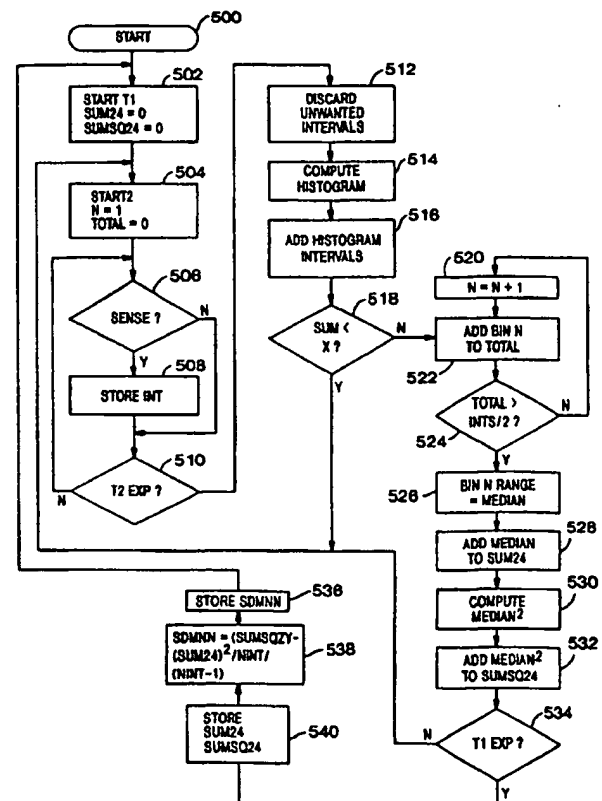 500
START
502
START T1
SUM24 = 0
SUMSQ24 = 0
504
START2
N = 1
TOTAL = 0
506
SENSE ?
N
Y
508
STORE INT
510
T2 EXP ?
N
512
DISCARD
UNWANTED
INTERVALS
514
COMPUTE
HISTOGRAM
516
ADD HISTOGRAM
INTERVALS
518
SUM <
X ?
N
Y
520
N = N + 1
ADD BIN N
TO TOTAL
522
TOTAL >
INTS/2 ?
N
524
Y
BIN N RANGE
= MEDIAN
526
528
ADD MEDIAN
TO SUM24
530
COMPUTE
MEDIAN²
532
ADD MEDIAN²
TO SUMSQ24
534
T1 EXP ?
N
Y
STORE SDMNN
536
SDMNN = (SUMSQZY-
(SUM24)²/NINT/
(NINT-1)
538
STORE
SUM24
SUMSQ24
540